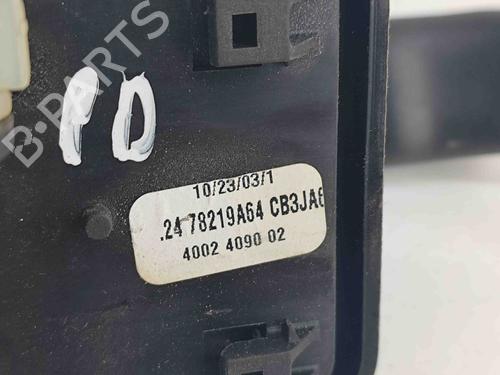 B-PARTS
PD
10/23/03/1
.24 78219A64 CB3JA6
4002 4090 02